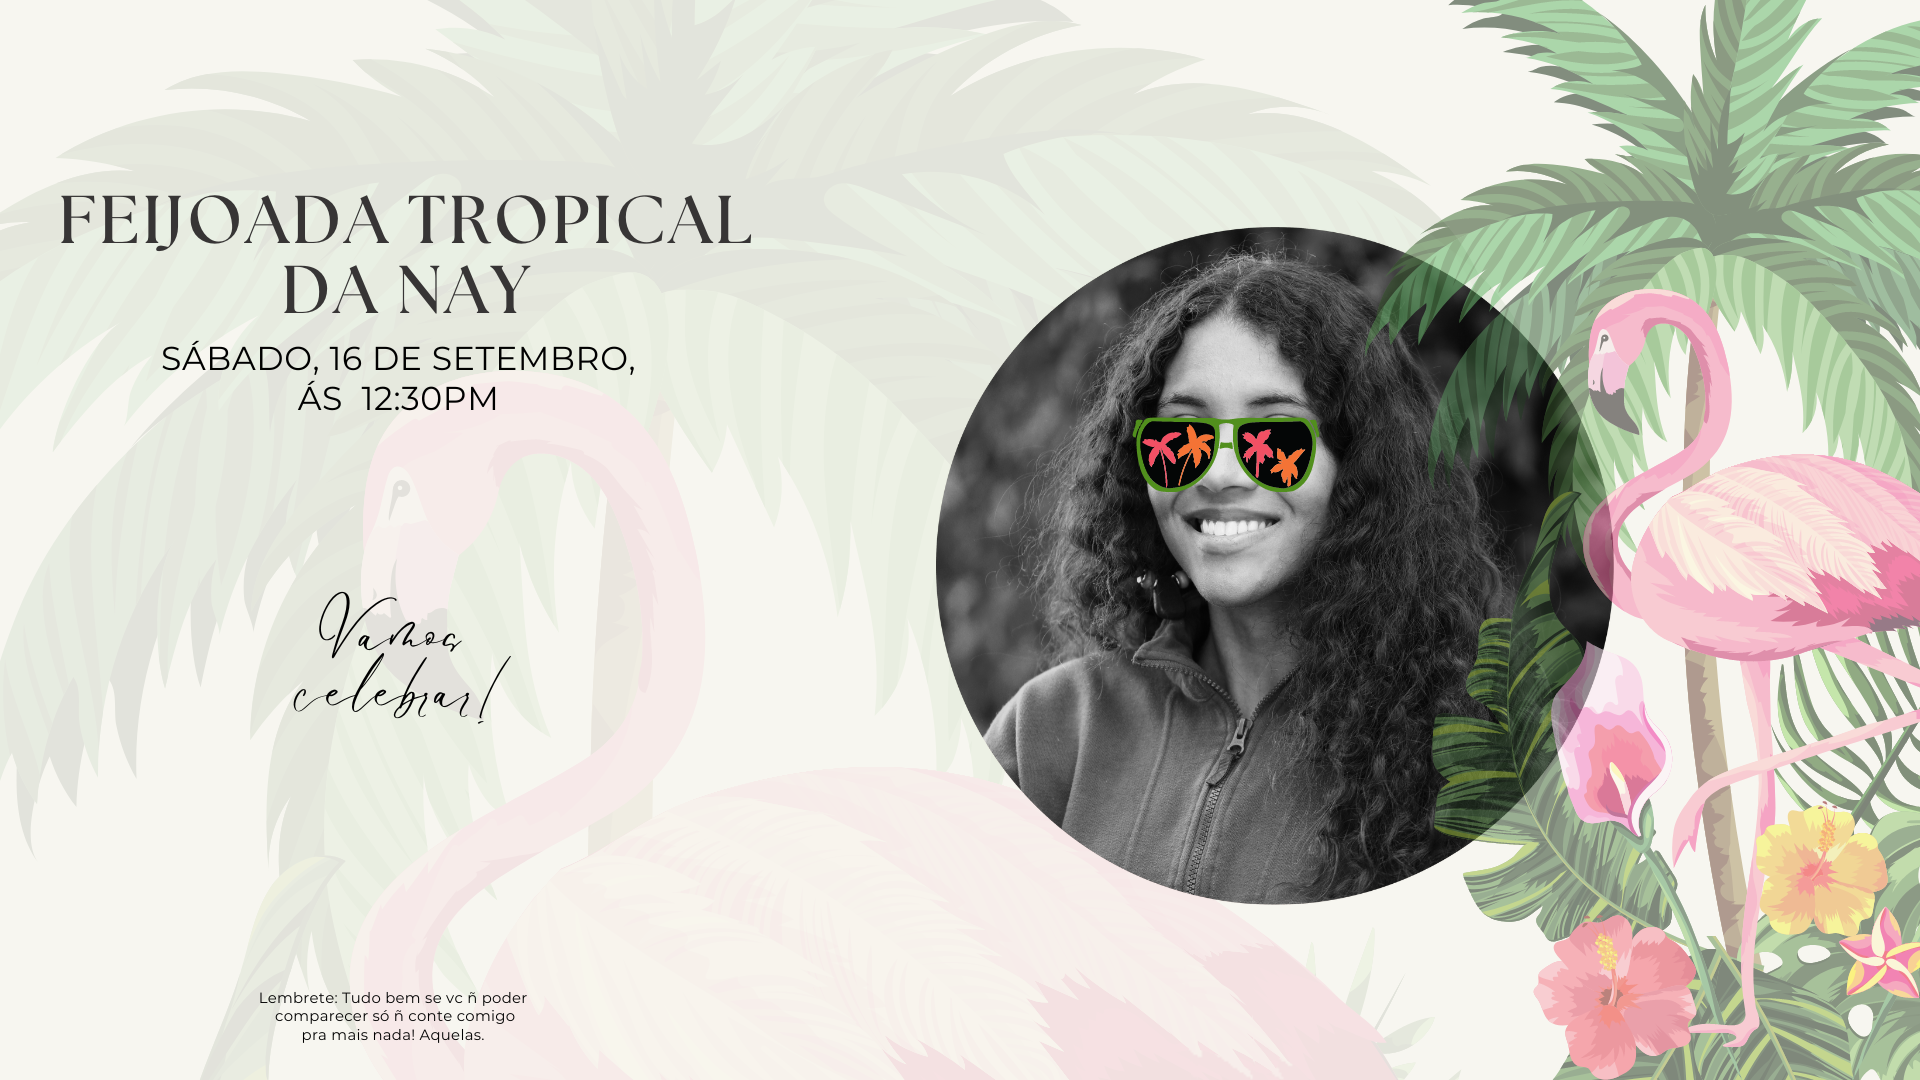 FEIJOADA TROPICAL
DA NAY
SÁBADO, 16 DE SETEMBRO,
ÁS 12:30PM
Vamos
celebrar!
Lembrete: Tudo bem se vc ñ poder
comparecer só ñ conte comigo
pra mais nada! Aquelas.